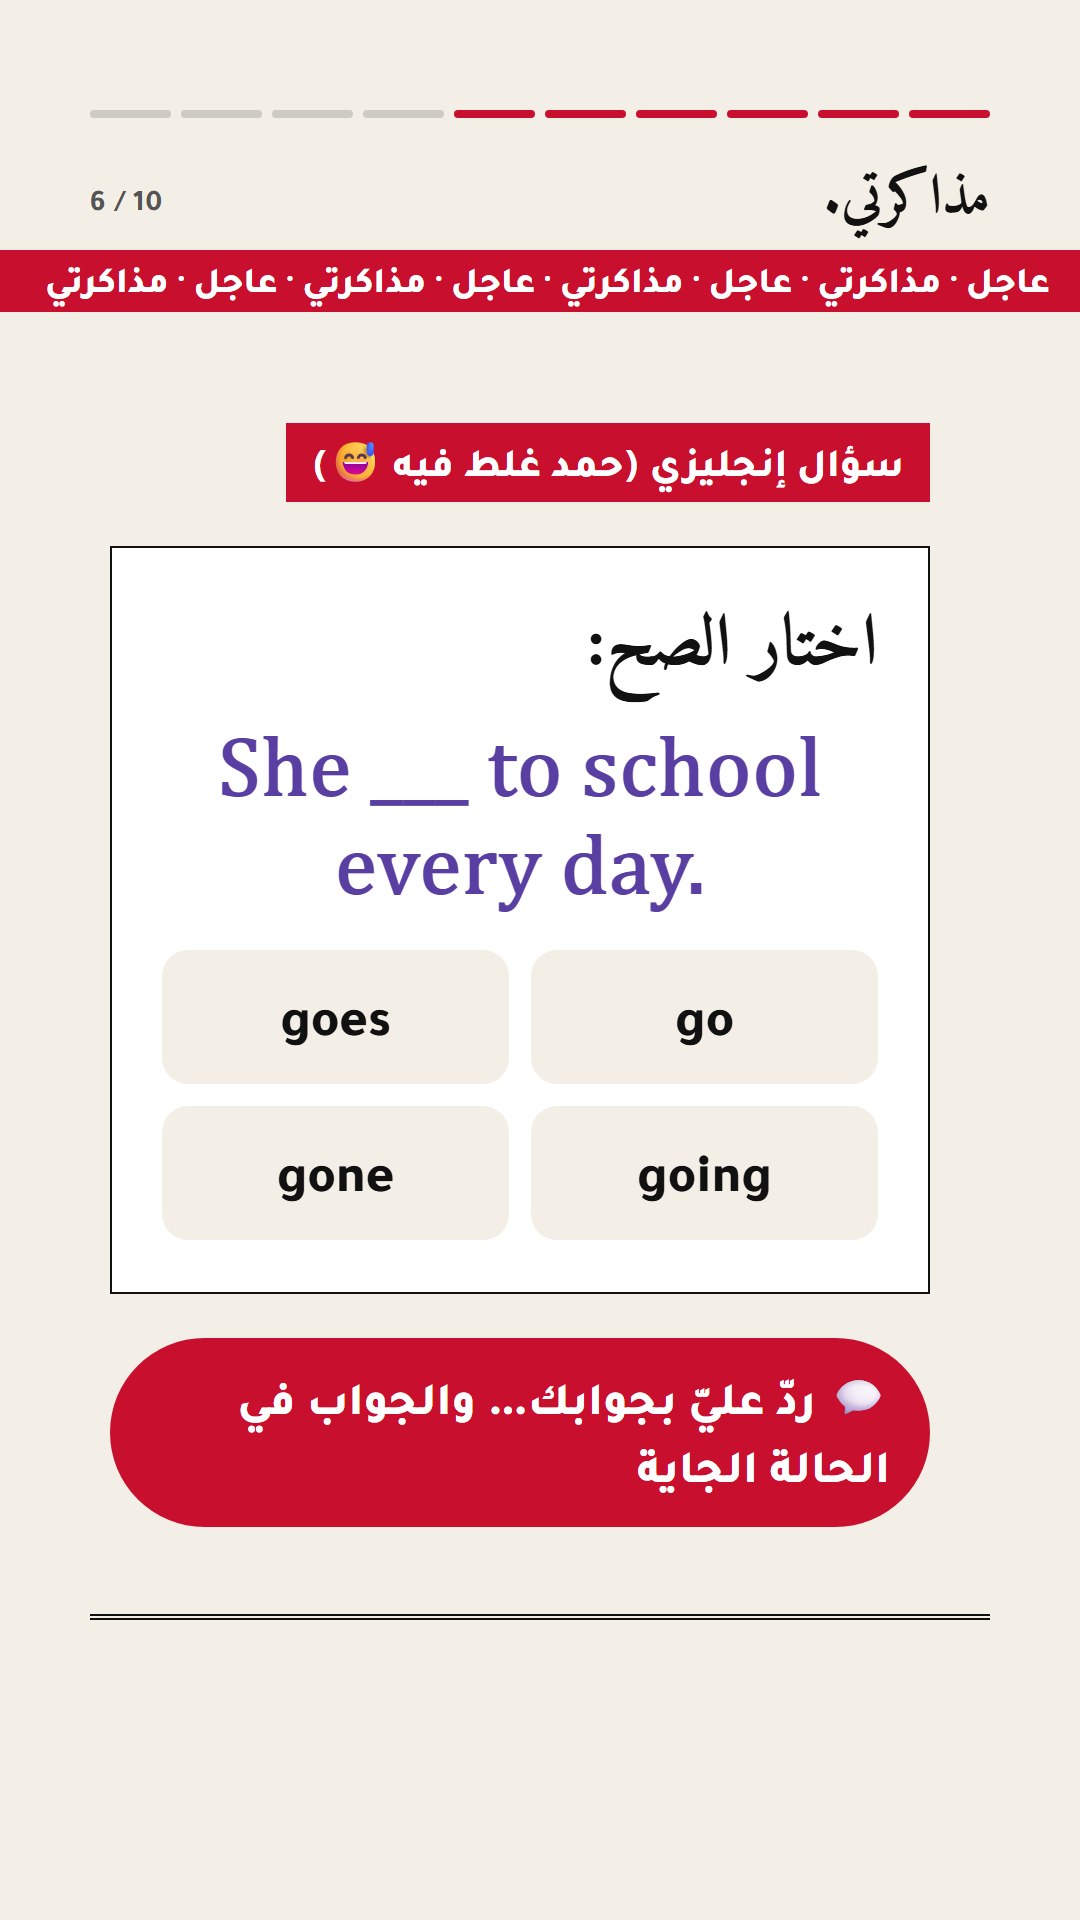 مذاكرتي.
6 / 10
عاجل · مذاكرتي · عاجل · مذاكرتي · عاجل · مذاكرتي · عاجل · مذاكرتي
سؤال إنجليزي (حمد غلط فيه 😅)
اختار الصح:
She ___ to school
every day.
go
goes
going
gone
💬 ردّ عليّ بجوابك... والجواب في
الحالة الجاية